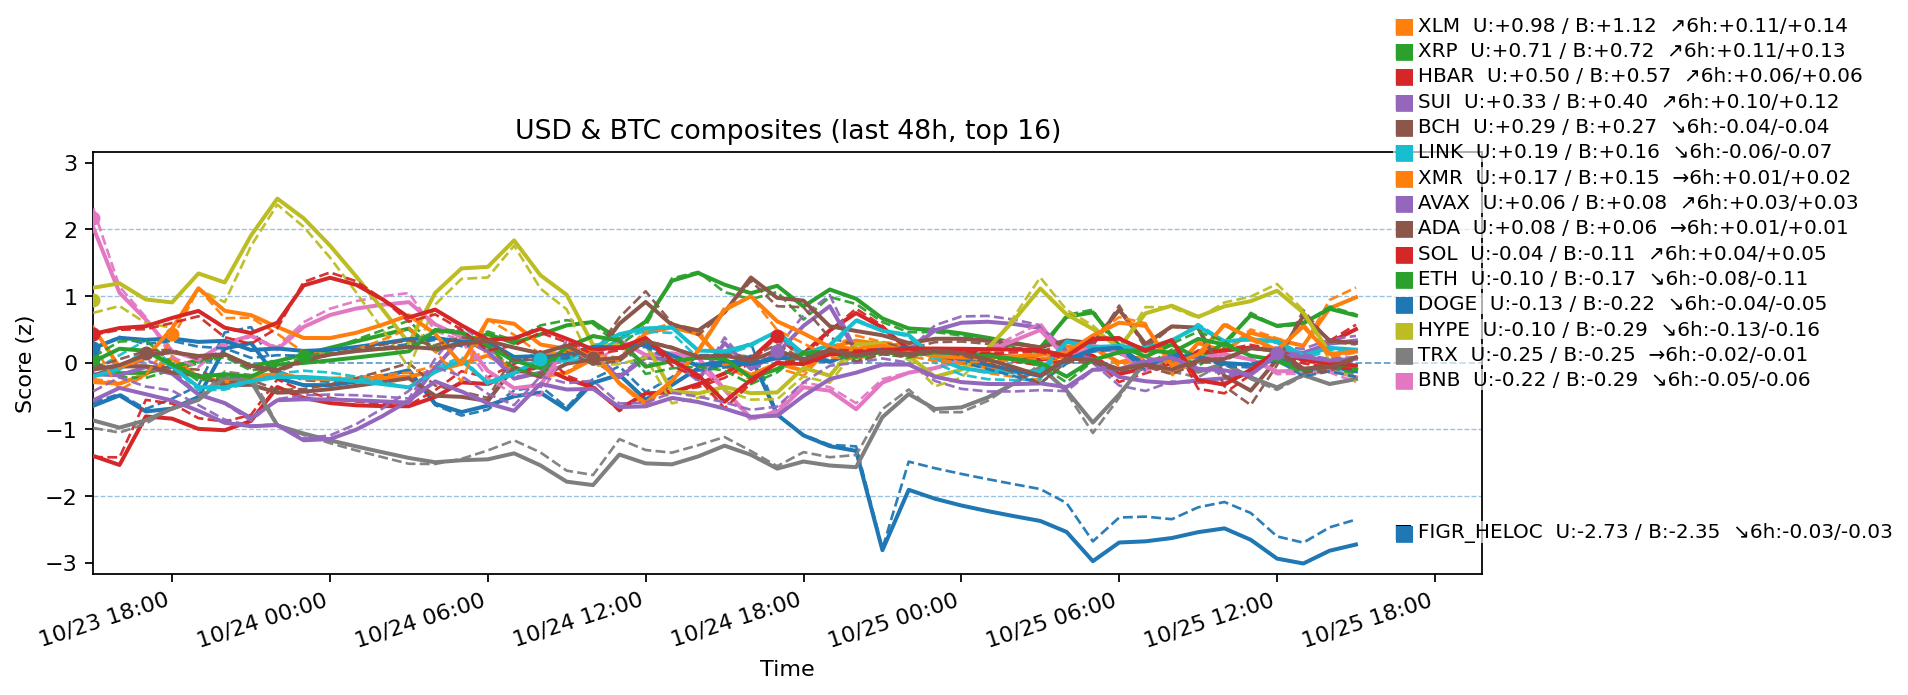 XLM U:+0.98 / B:+1.12 ↗6h:+0.11/+0.14
XRP U:+0.71 / B:+0.72 ↗6h:+0.11/+0.13
HBAR U:+0.50 / B:+0.57 ↗6h:+0.06/+0.06
SUI U:+0.33 / B:+0.40 ↗6h:+0.10/+0.12
BCH U:+0.29 / B:+0.27 ↘6h:-0.04/-0.04
LINK U:+0.19 / B:+0.16 ↘6h:-0.06/-0.07
XMR U:+0.17 / B:+0.15 →6h:+0.01/+0.02
AVAX U:+0.06 / B:+0.08 ↗6h:+0.03/+0.03
ADA U:+0.08 / B:+0.06 →6h:+0.01/+0.01
SOL U:-0.04 / B:-0.11 ↗6h:+0.04/+0.05
ETH U:-0.10 / B:-0.17 ↘6h:-0.08/-0.11
DOGE U:-0.13 / B:-0.22 ↘6h:-0.04/-0.05
HYPE U:-0.10 / B:-0.29 ↘6h:-0.13/-0.16
TRX U:-0.25 / B:-0.25 →6h:-0.02/-0.01
BNB U:-0.22 / B:-0.29 ↘6h:-0.05/-0.06
FIGR_HELOC U:-2.73 / B:-2.35 ↘6h:-0.03/-0.03
USD & BTC composites (last 48h, top 16)
Score (z)
3
2
1
0
−1
−2
−3
10/23 18:00
10/24 00:00
10/24 06:00
10/24 12:00
10/24 18:00
10/25 00:00
10/25 06:00
10/25 12:00
10/25 18:00
Time